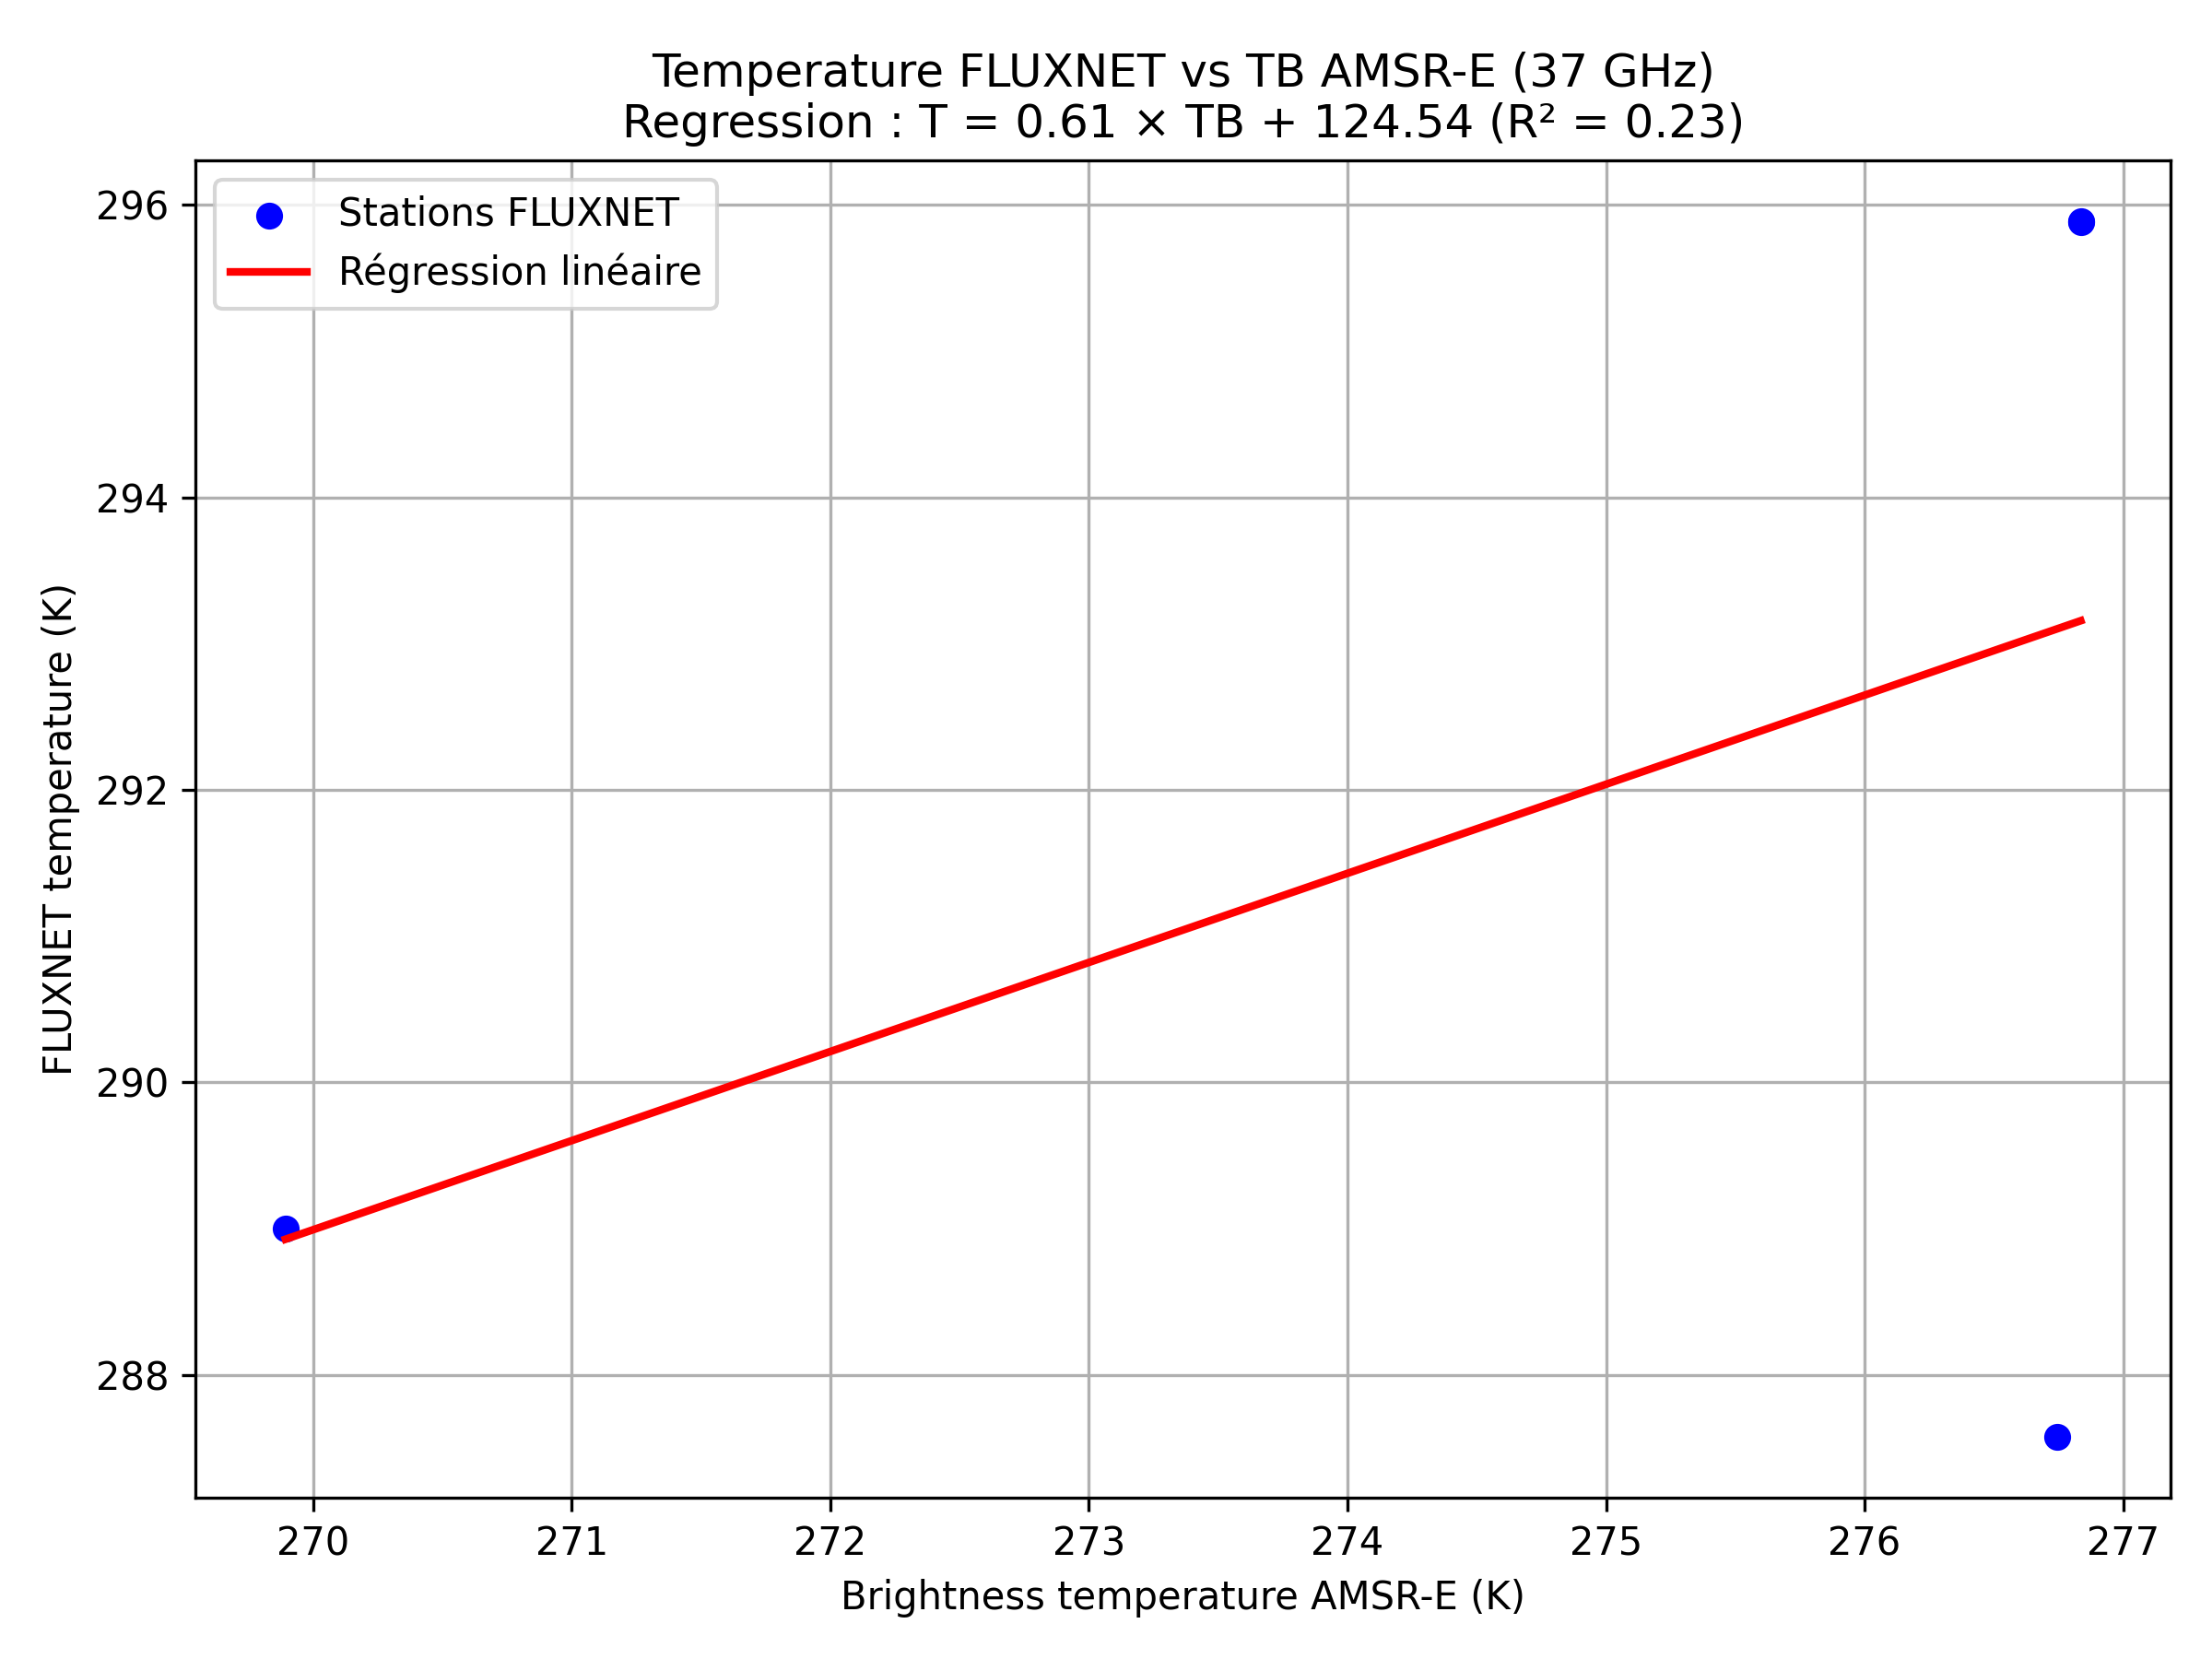 Temperature FLUXNET vs TB AMSR-E (37 GHz)
Regression : T = 0.61 × TB + 124.54 (R² = 0.23)
Stations FLUXNET
Régression linéaire
296
294
292
290
288
FLUXNET temperature (K)
270 271 272 273 274 275 276 277
Brightness temperature AMSR-E (K)